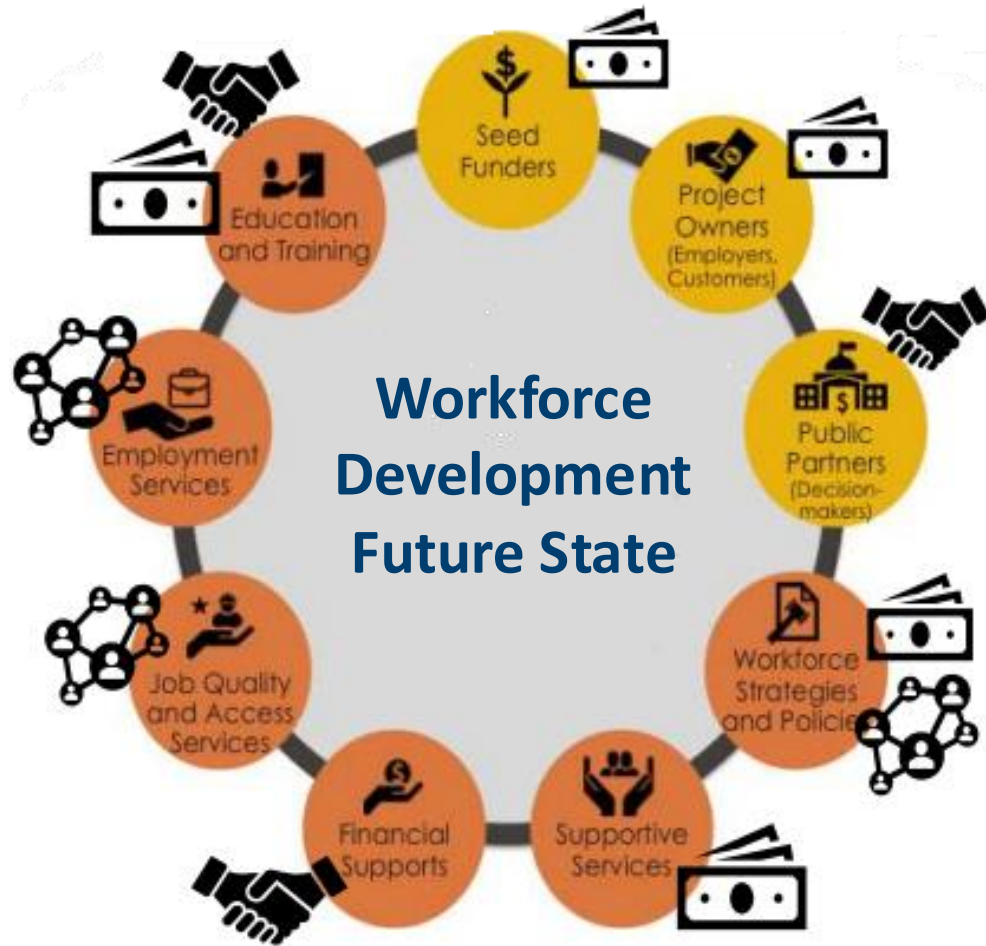 Seed
Funders
Project
Owners
(Employers,
Customers)
Public
Partners
(Decision-
makers)
Workforce
Strategies
and Policies
Supportive
Services
Financial
Supports
Job Quality
and Access
Services
Employment
Services
Education
and Training
Workforce
Development
Future State